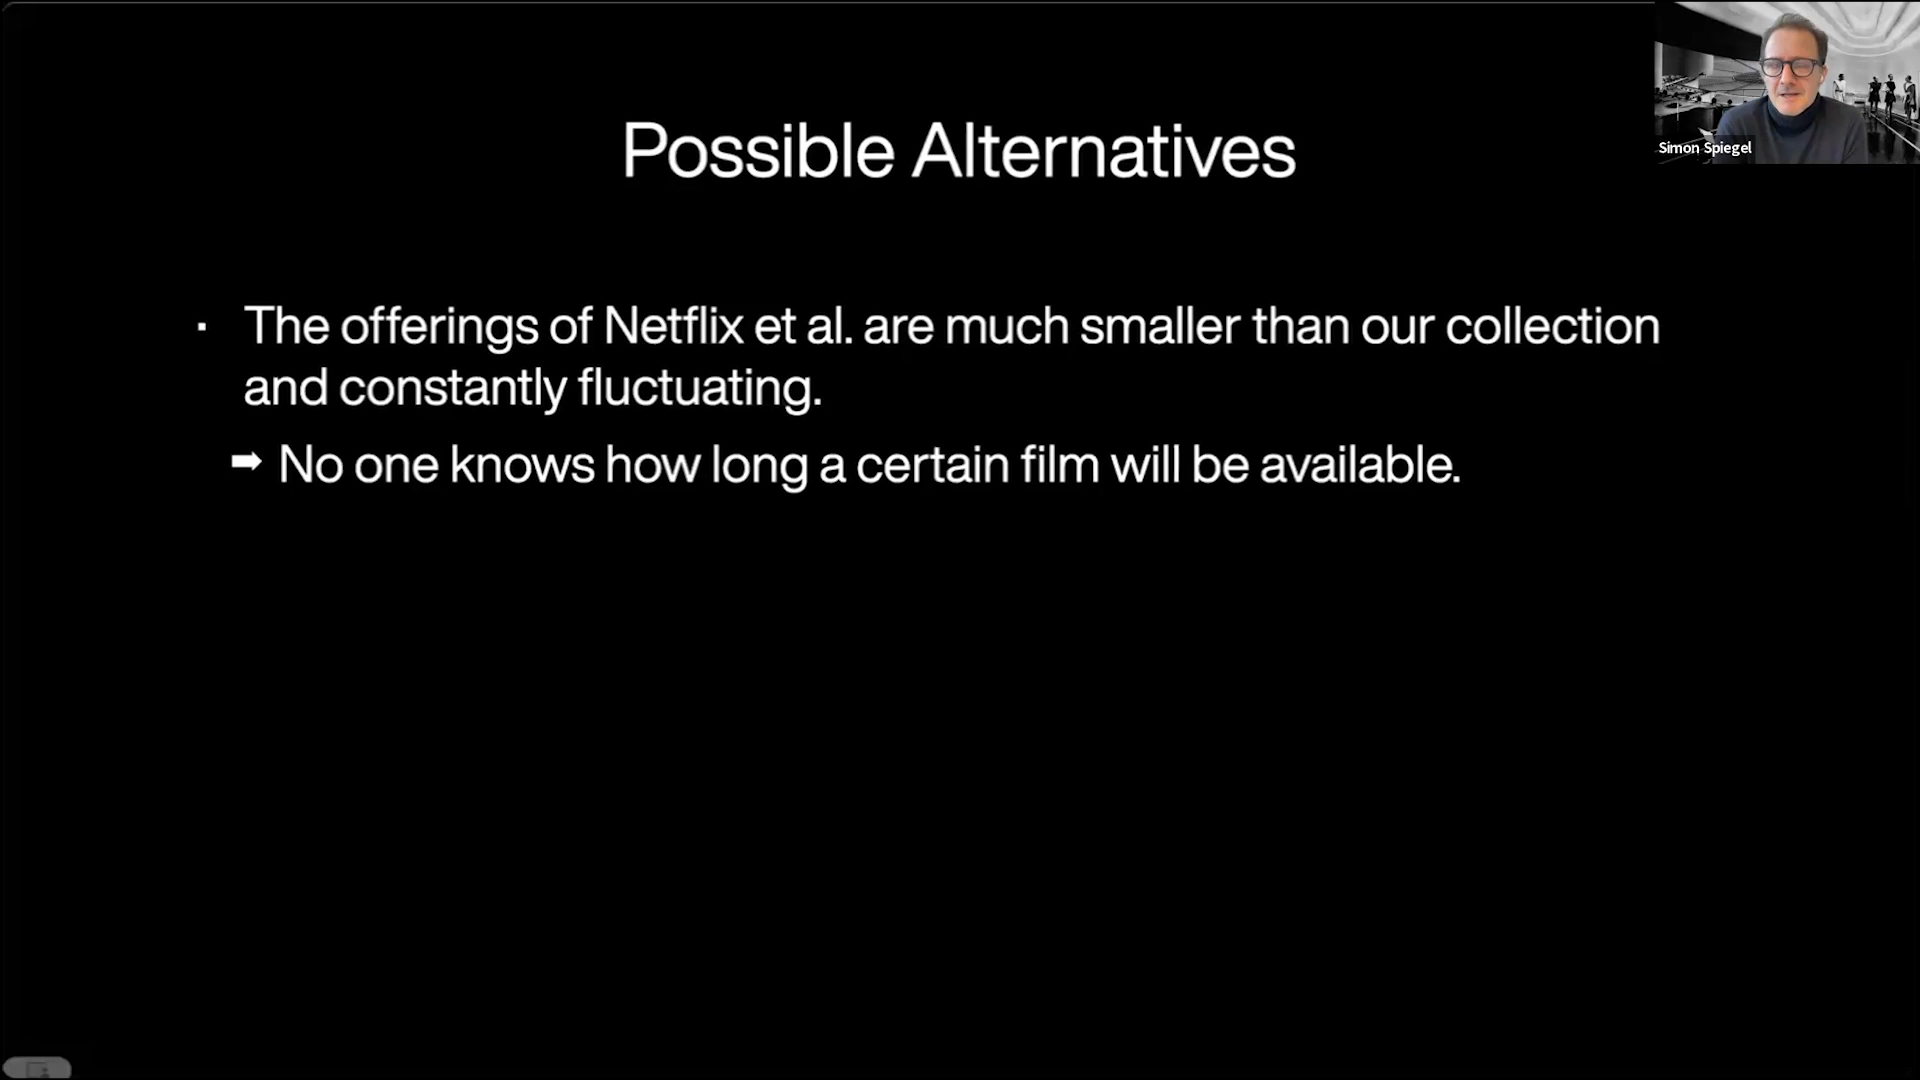 Possible Alternatives
Simon Spiegel
· The offerings of Netflix et al. are much smaller than our collection
and constantly fluctuating.
➡ No one knows how long a certain film will be available.